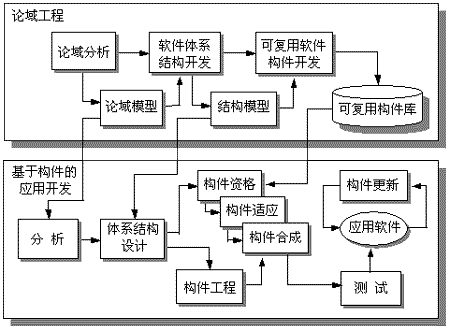 论域工程
论域分析
软件体系
结构开发
可复用软件
构件开发
论域模型
结构模型
可复用构件库
基于构件的
应用开发
构件资格
构件更新
构件适应
分 析
体系结构
设计
构件合成
应用软件
构件工程
测 试